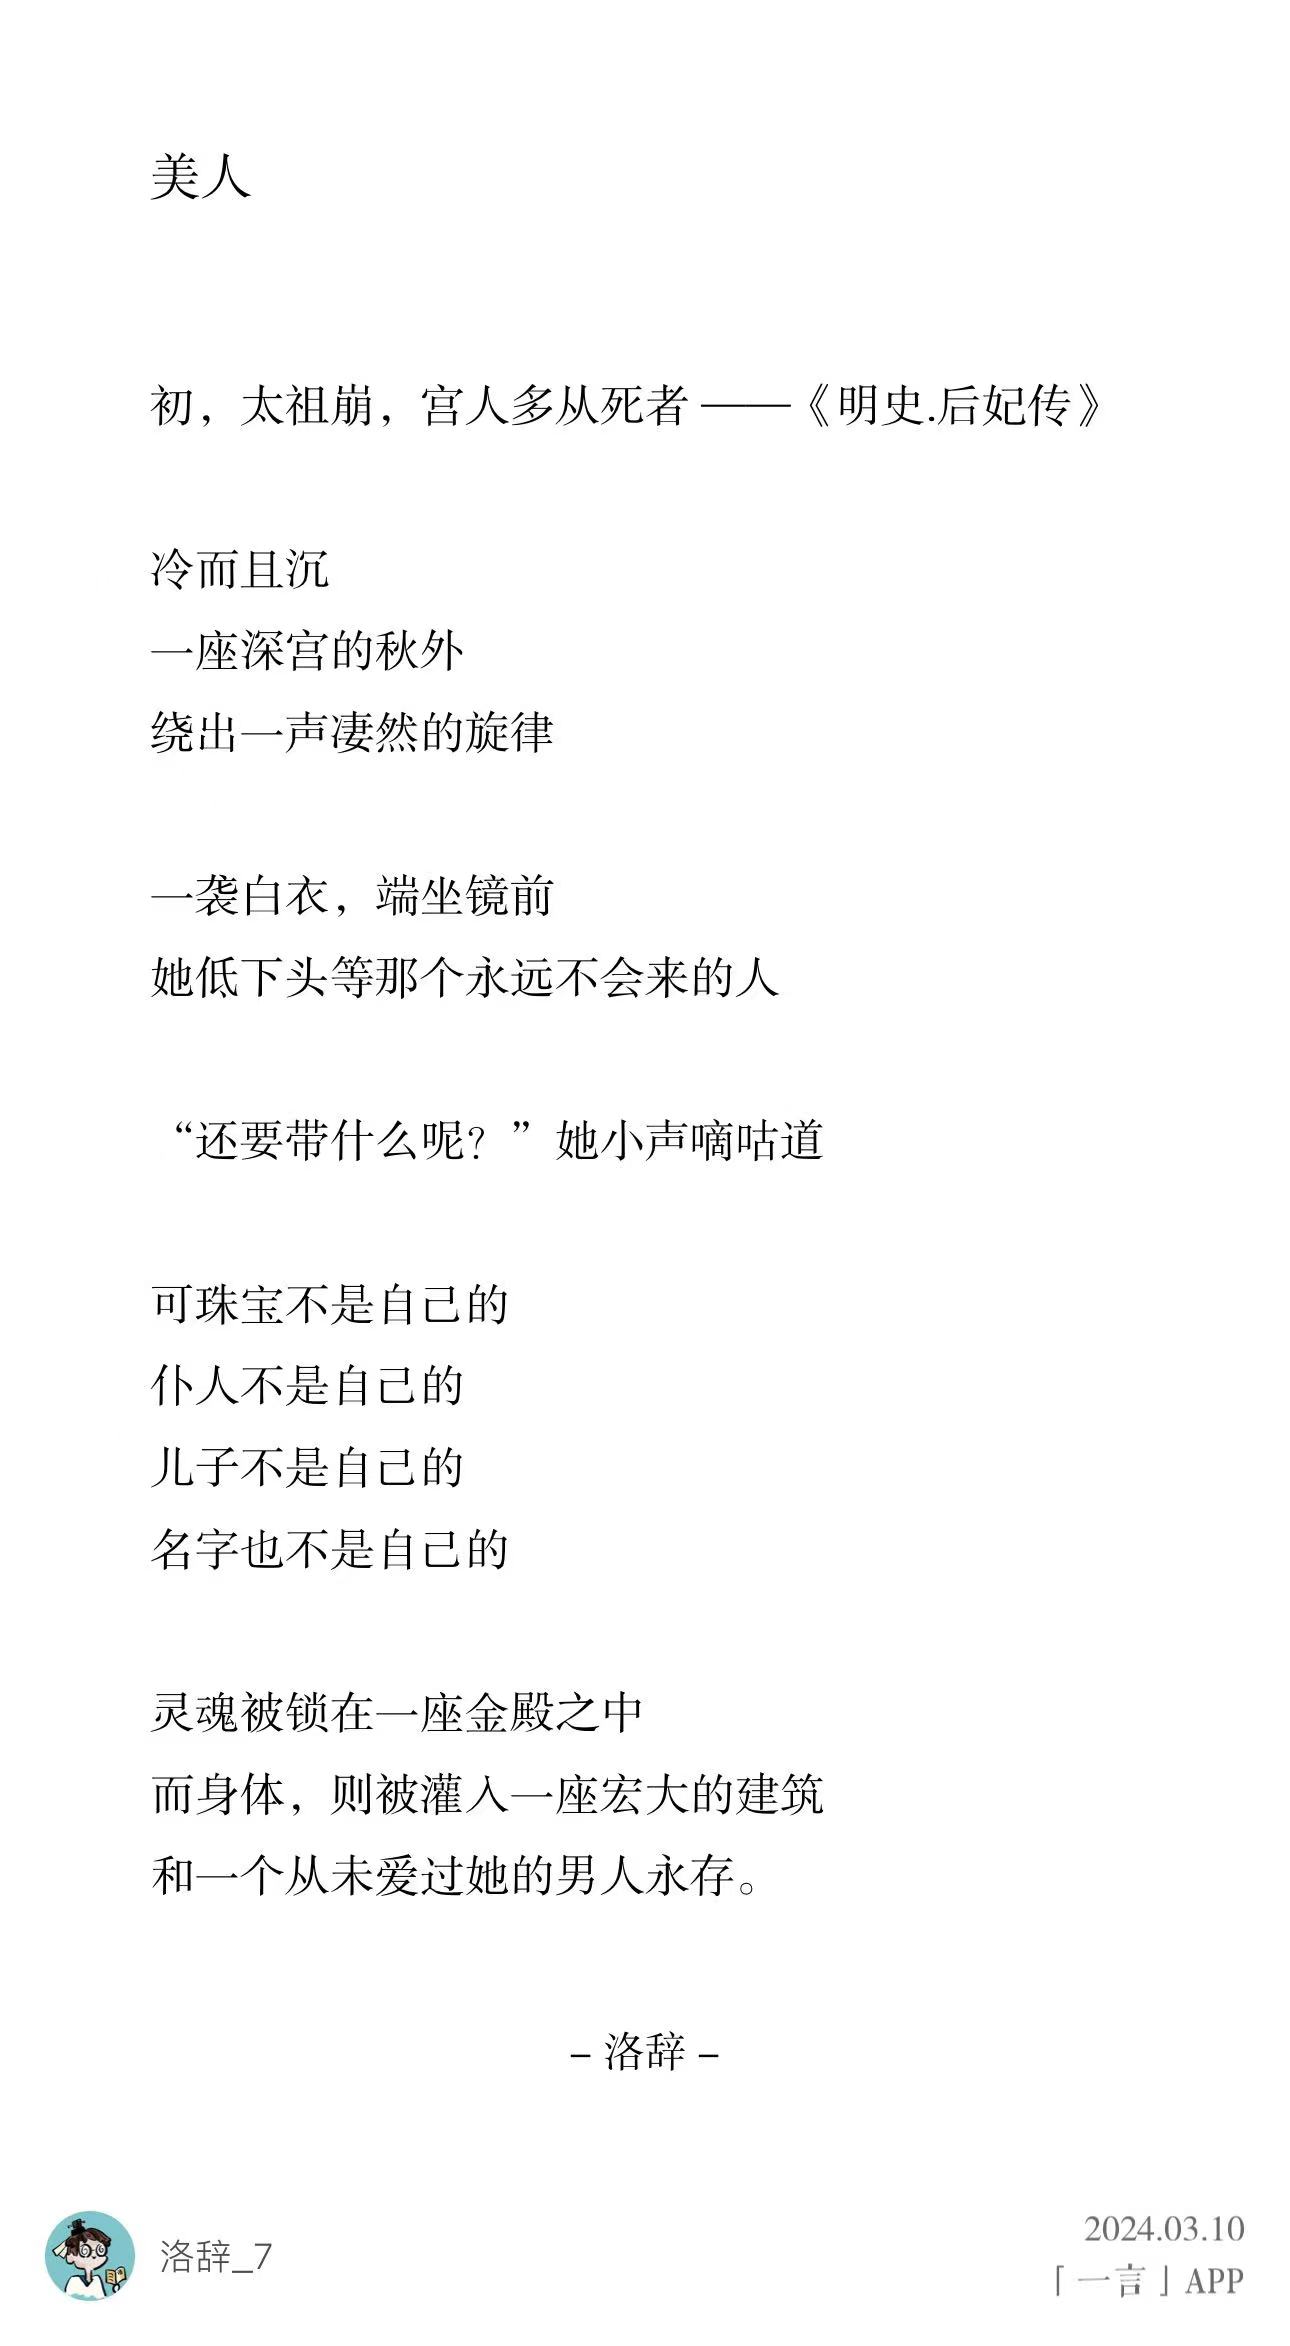 美人
初，太祖崩，宫人多从死者 ——《明史.后妃传》
冷而且沉
一座深宫的秋外
绕出一声凄然的旋律
一袭白衣，端坐镜前
她低下头等那个永远不会来的人
“还要带什么呢？”她小声嘀咕道
可珠宝不是自己的
仆人不是自己的
儿子不是自己的
名字也不是自己的
灵魂被锁在一座金殿之中
而身体，则被灌入一座宏大的建筑
和一个从未爱过她的男人永存。
– 洛辞 –
洛辞_7
2024.03.10
「一言」APP